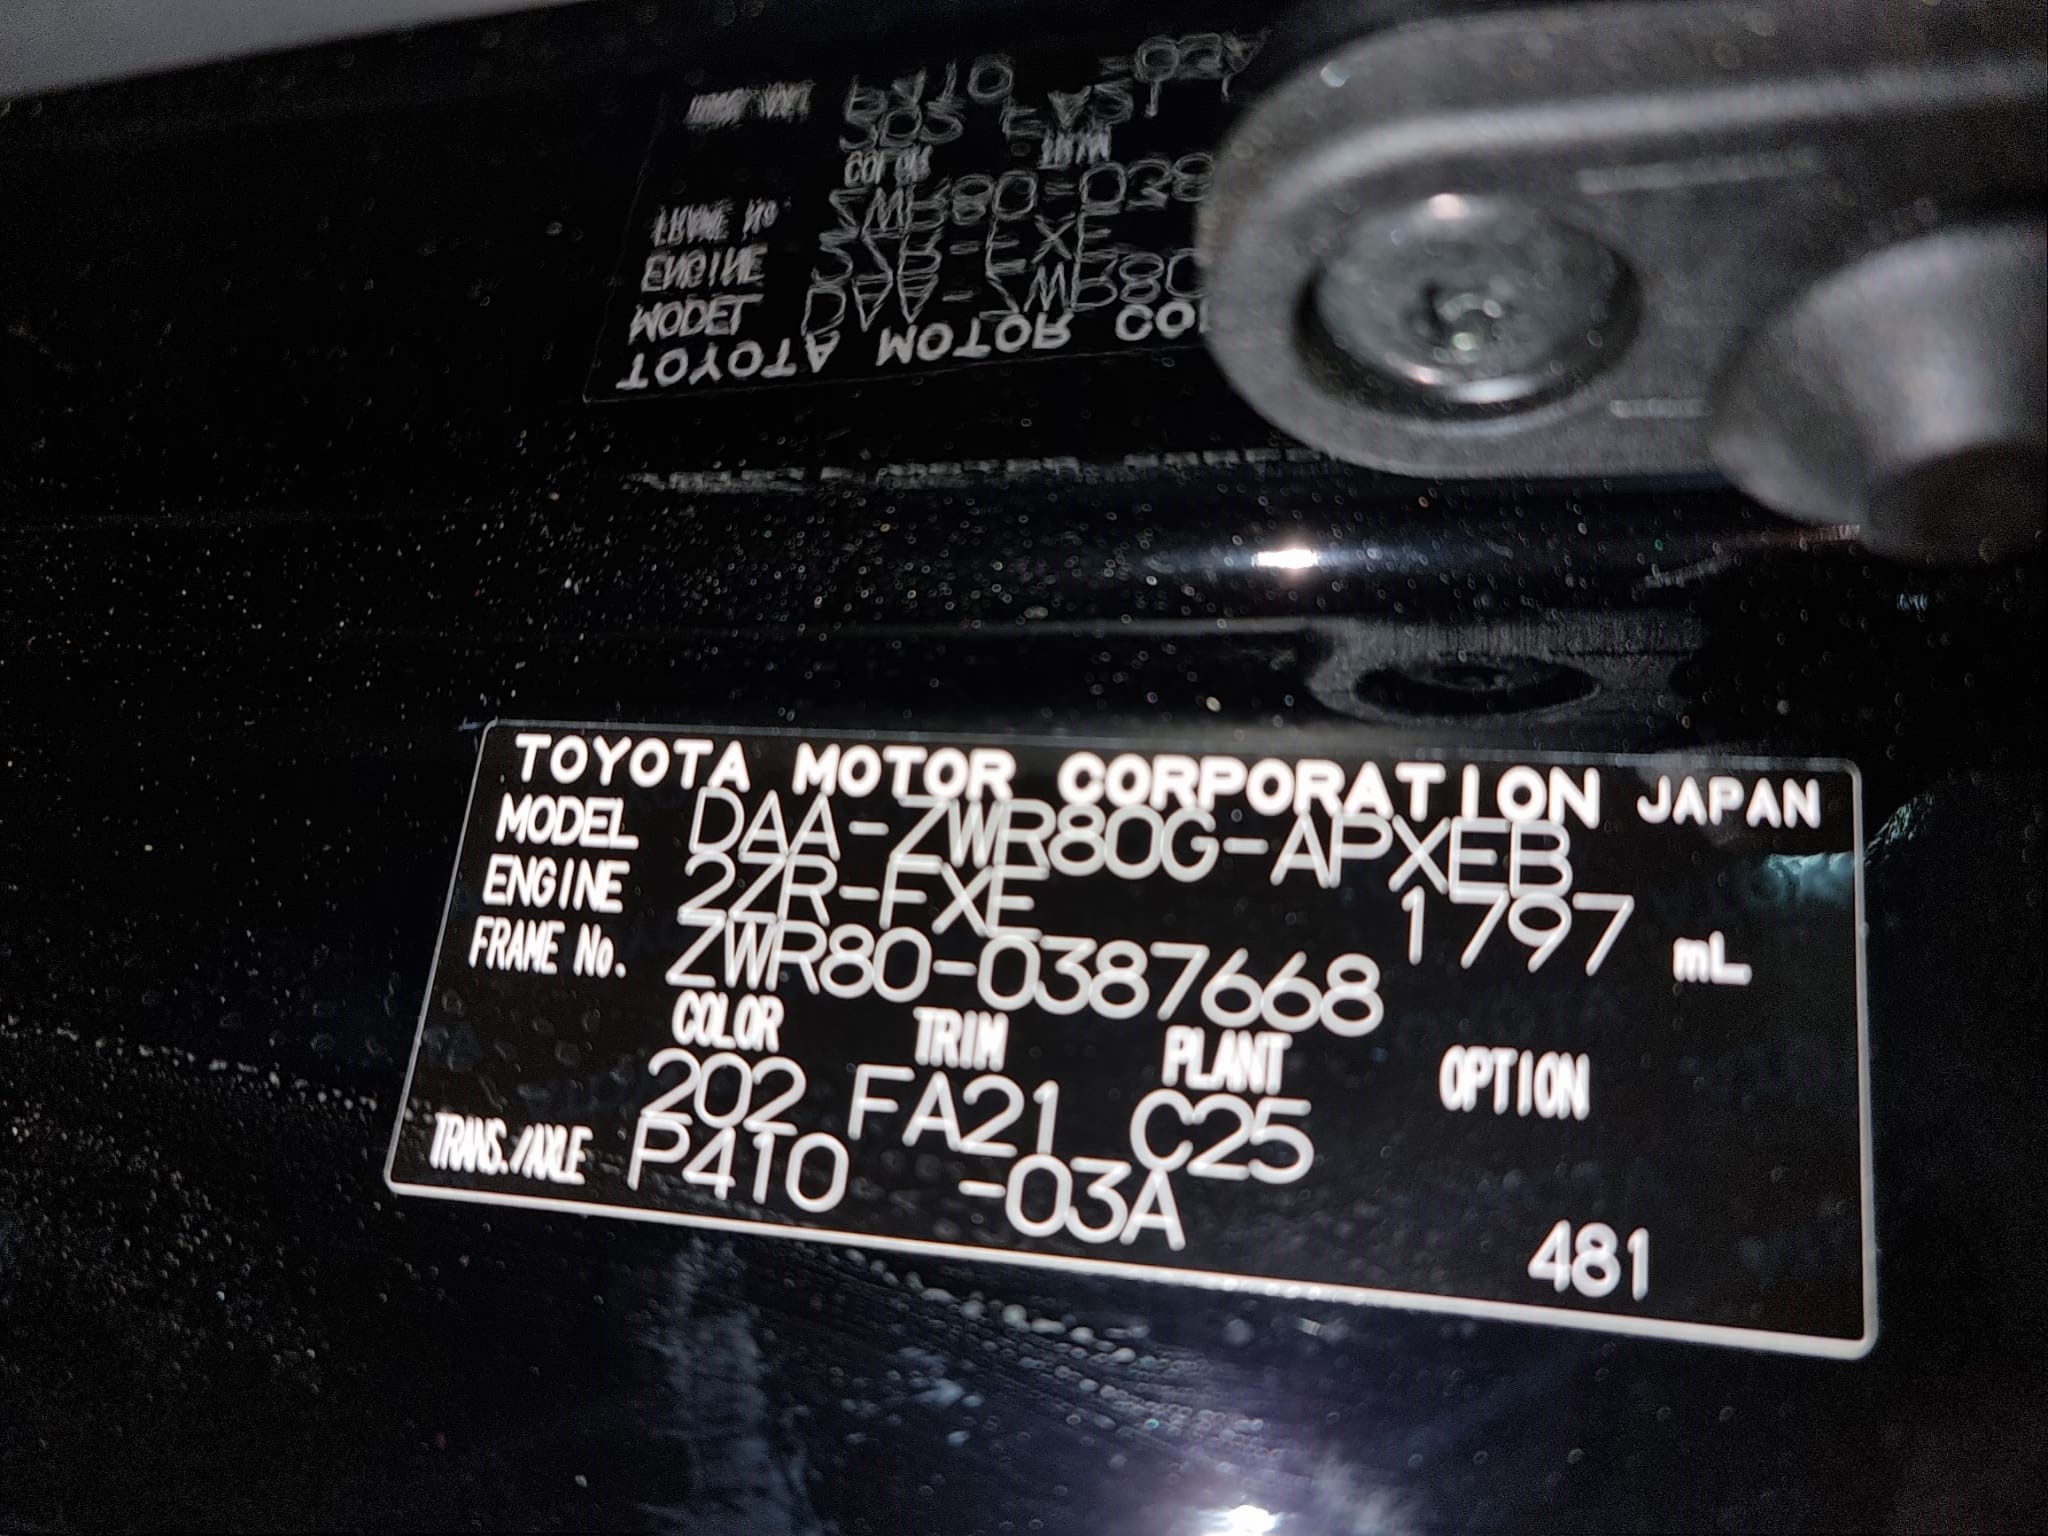 TOYOTA MOTOR CORPORATION JAPAN
MODEL DAA-ZWR80G-APXEB
ENGINE 2ZR-FXE 1797 mL
FRAME No. ZWR80-0387668
COLOR TRIM PLANT OPTION
202 FA21 C25
TRANS./AXLE P410 -03A
481